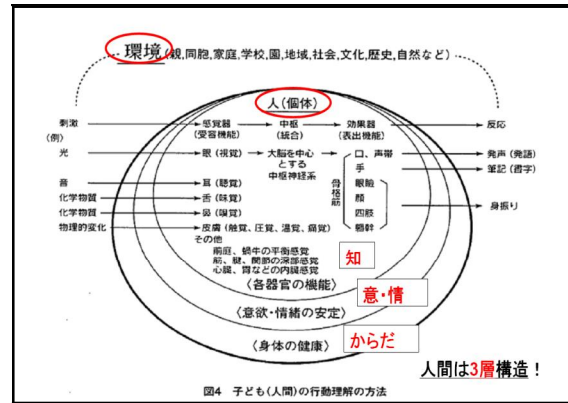 環境(親,同胞,家庭,学校,園,地域,社会,文化,歴史,自然など)
人(個体)
刺激 感覚器 中枢 効果器 反応
(受容機能) (統合) (表出機能)
(例)
光 眼(視覚) 大脳を中心 口、声帯 発声(発語)
とする 手 筆記(書字)
中枢神経系
音 耳(聴覚) 骨格筋 眼瞼
化学物質 舌(味覚) 顔
化学物質 鼻(嗅覚) 四肢 身振り
物理的変化 皮膚(触覚、圧覚、温覚、痛覚) 軀幹
その他
前庭、蝸牛の平衡感覚
筋、腱、関節の深部感覚
心臓、胃などの内臓感覚
知
〈各器官の機能〉
意・情
〈意欲・情緒の安定〉
からだ
〈身体の健康〉
人間は3層構造！
図4 子ども(人間)の行動理解の方法